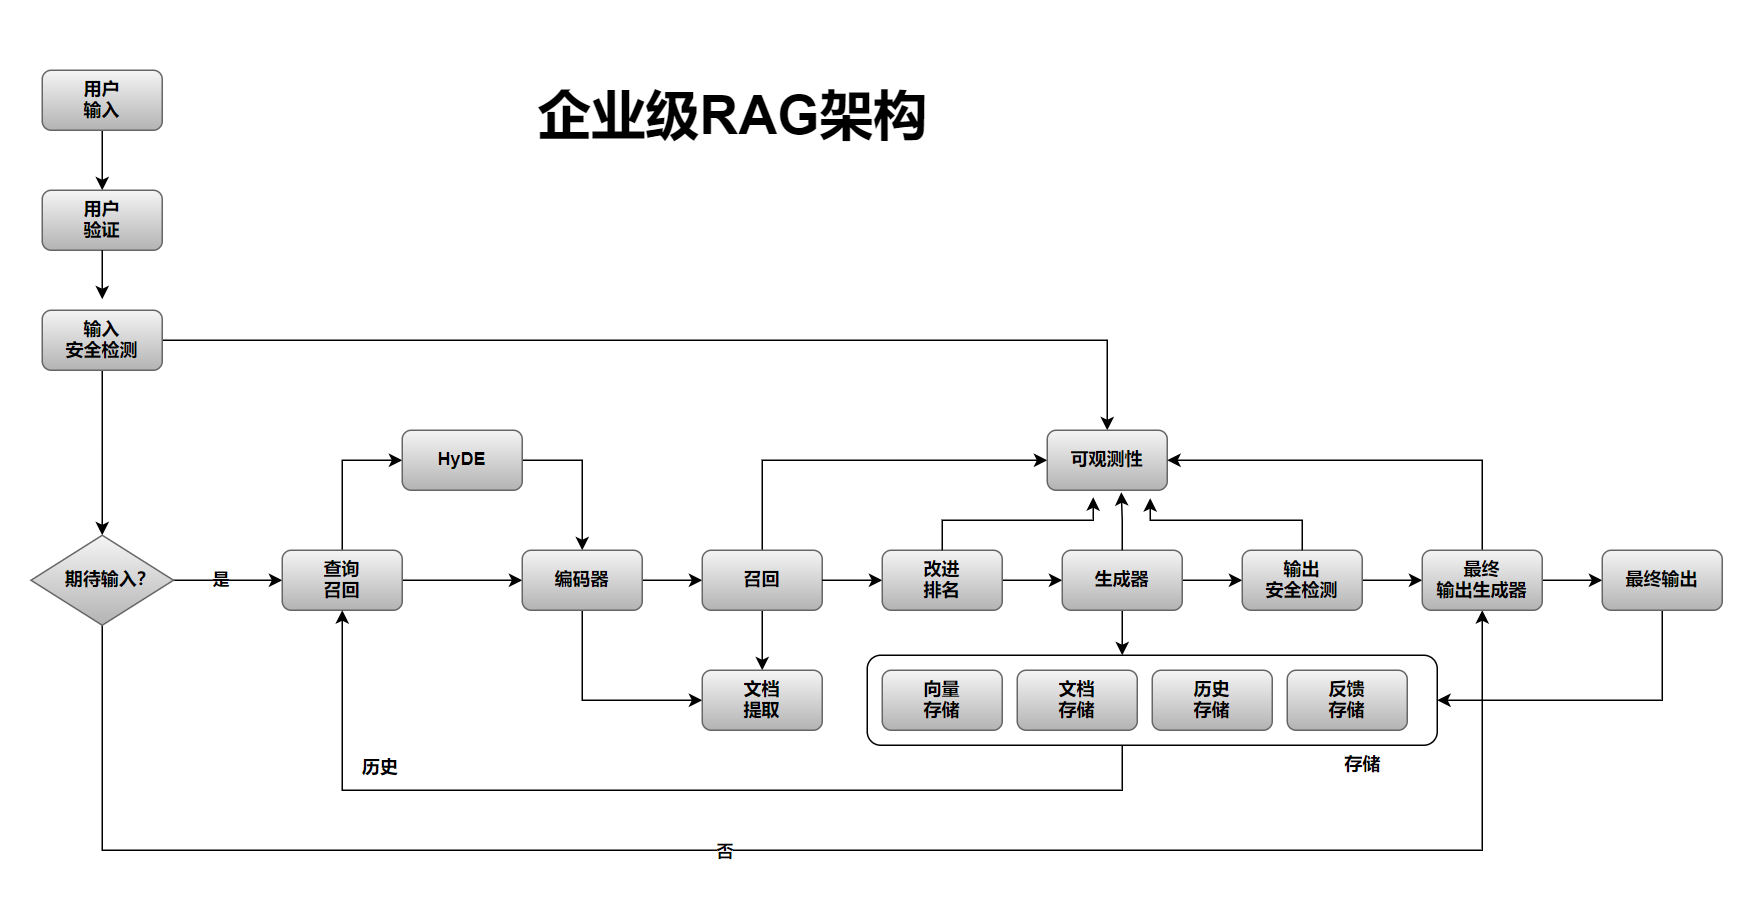 企业级RAG架构
用户
输入
用户
验证
输入
安全检测
HyDE
可观测性
期待输入?
是
查询
召回
编码器
召回
改进
排名
生成器
输出
安全检测
最终
输出生成器
最终输出
文档
提取
向量
存储
文档
存储
历史
存储
反馈
存储
历史
存储
否